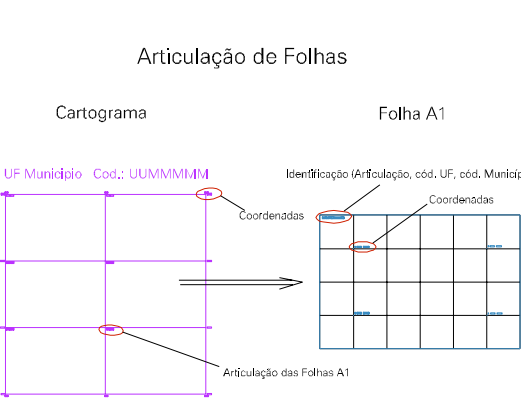 Articulação de Folhas
Cartograma
Folha A1
UF Municipio Cod.: UUMMMMM
Identificação (Articulação, cód. UF, cód. Municíp
Coordenadas
Coordenadas
Articulação das Folhas A1